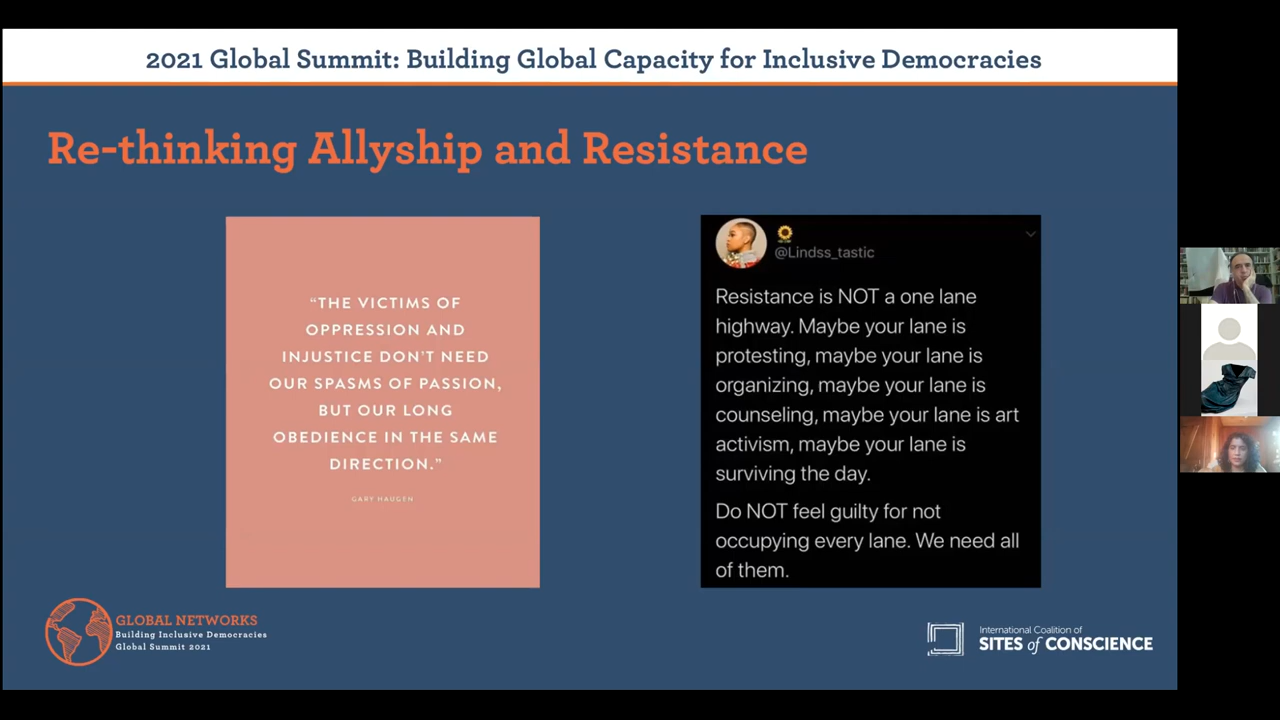 2021 Global Summit: Building Global Capacity for Inclusive Democracies
Re-thinking Allyship and Resistance
“THE VICTIMS OF
OPPRESSION AND
INJUSTICE DON'T NEED
OUR SPASMS OF PASSION,
BUT OUR LONG
OBEDIENCE IN THE SAME
DIRECTION.”
GARY HAUGEN
@Lindss_tastic
Resistance is NOT a one lane
highway. Maybe your lane is
protesting, maybe your lane is
organizing, maybe your lane is
counseling, maybe your lane is art
activism, maybe your lane is
surviving the day.
Do NOT feel guilty for not
occupying every lane. We need all
of them.
GLOBAL NETWORKS
Building Inclusive Democracies
Global Summit 2021
International Coalition of
SITES of CONSCIENCE